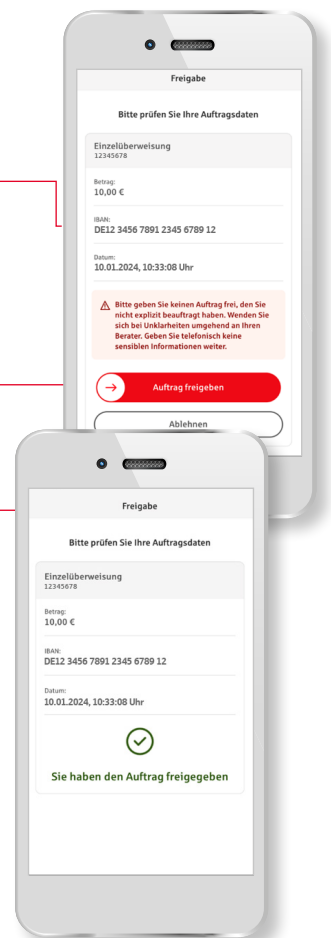 Freigabe
Bitte prüfen Sie Ihre Auftragsdaten
Einzelüberweisung
12345678
Betrag:
10,00 €
IBAN:
DE12 3456 7891 2345 6789 12
Datum:
10.01.2024, 10:33:08 Uhr
Bitte geben Sie keinen Auftrag frei, den Sie
nicht explizit beauftragt haben. Wenden Sie
sich bei Unklarheiten umgehend an Ihren
Berater. Geben Sie telefonisch keine
sensiblen Informationen weiter.
Auftrag freigeben
Ablehnen
Freigabe
Bitte prüfen Sie Ihre Auftragsdaten
Einzelüberweisung
12345678
Betrag:
10,00 €
IBAN:
DE12 3456 7891 2345 6789 12
Datum:
10.01.2024, 10:33:08 Uhr
Sie haben den Auftrag freigegeben